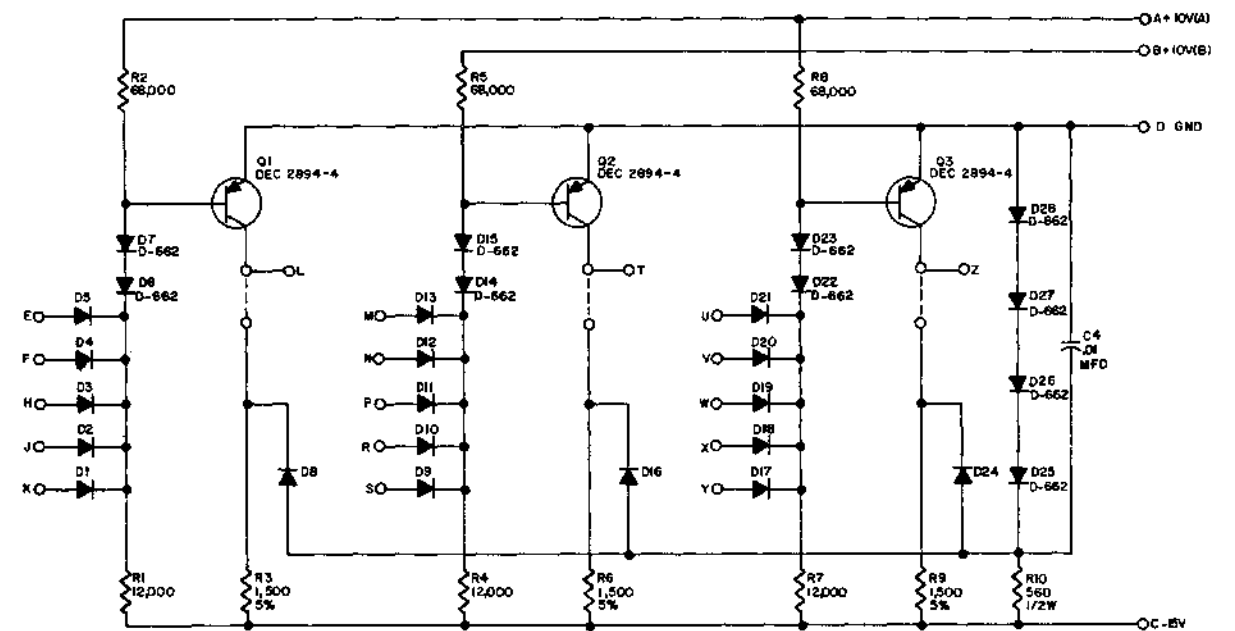 A+10V(A)
B+10V(B)
R2
68,000
R5
68,000
R8
68,000
D GND
Q1
DEC 2894-4
Q2
DEC 2894-4
Q3
DEC 2894-4
D7
D-662
D15
D-662
D23
D-662
D28
D-662
L
T
Z
D6
D-662
D14
D-662
D22
D-662
D27
D-662
E
D5
M
D13
U
D21
F
D4
N
D12
V
D20
C4
.01
MFD
H
D3
P
D11
W
D19
D26
D-662
J
D2
R
D10
X
D18
K
D1
D8
S
D9
D16
Y
D17
D24
D25
D-662
R1
12,000
R3
1,500
5%
R4
12,000
R6
1,500
5%
R7
12,000
R9
1,500
5%
R10
560
1/2W
C-15V